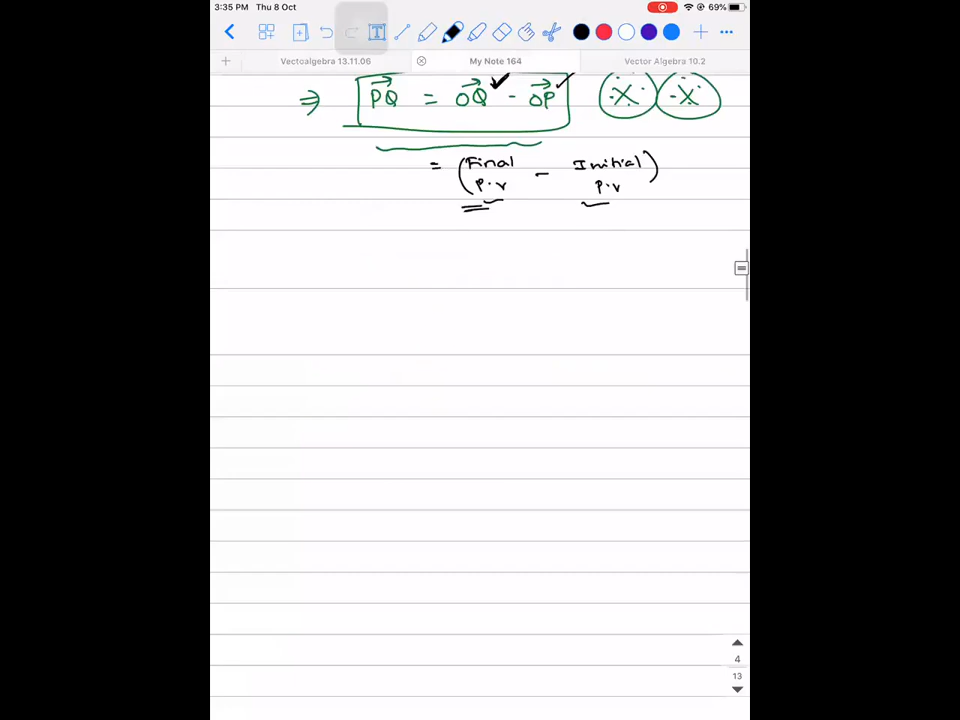 3:35 PM Thu 8 Oct 69%
Vectoalgebra 13.11.06 My Note 164 Vector Algebra 10.2
⇒ PQ = OQ - OP
= (Final P.v - Initial P.v)
4
13